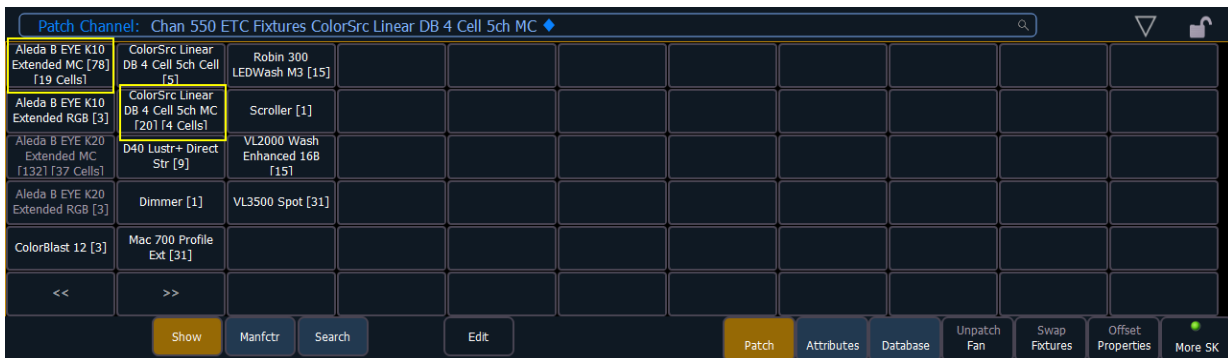 Patch Channel: Chan 550 ETC Fixtures ColorSrc Linear DB 4 Cell 5ch MC
Aleda B EYE K10
Extended MC [78]
[19 Cells]
ColorSrc Linear
DB 4 Cell 5ch Cell
[5]
Robin 300
LEDWash M3 [15]
Aleda B EYE K10
Extended RGB [3]
ColorSrc Linear
DB 4 Cell 5ch MC
[20] [4 Cells]
Scroller [1]
Aleda B EYE K20
Extended MC
[132] [37 Cells]
D40 Lustr+ Direct
Str [9]
VL2000 Wash
Enhanced 16B
[15]
Aleda B EYE K20
Extended RGB [3]
Dimmer [1]
VL3500 Spot [31]
ColorBlast 12 [3]
Mac 700 Profile
Ext [31]
<<
>>
Show
Manfctr
Search
Edit
Patch
Attributes
Database
Unpatch
Fan
Swap
Fixtures
Offset
Properties
More SK